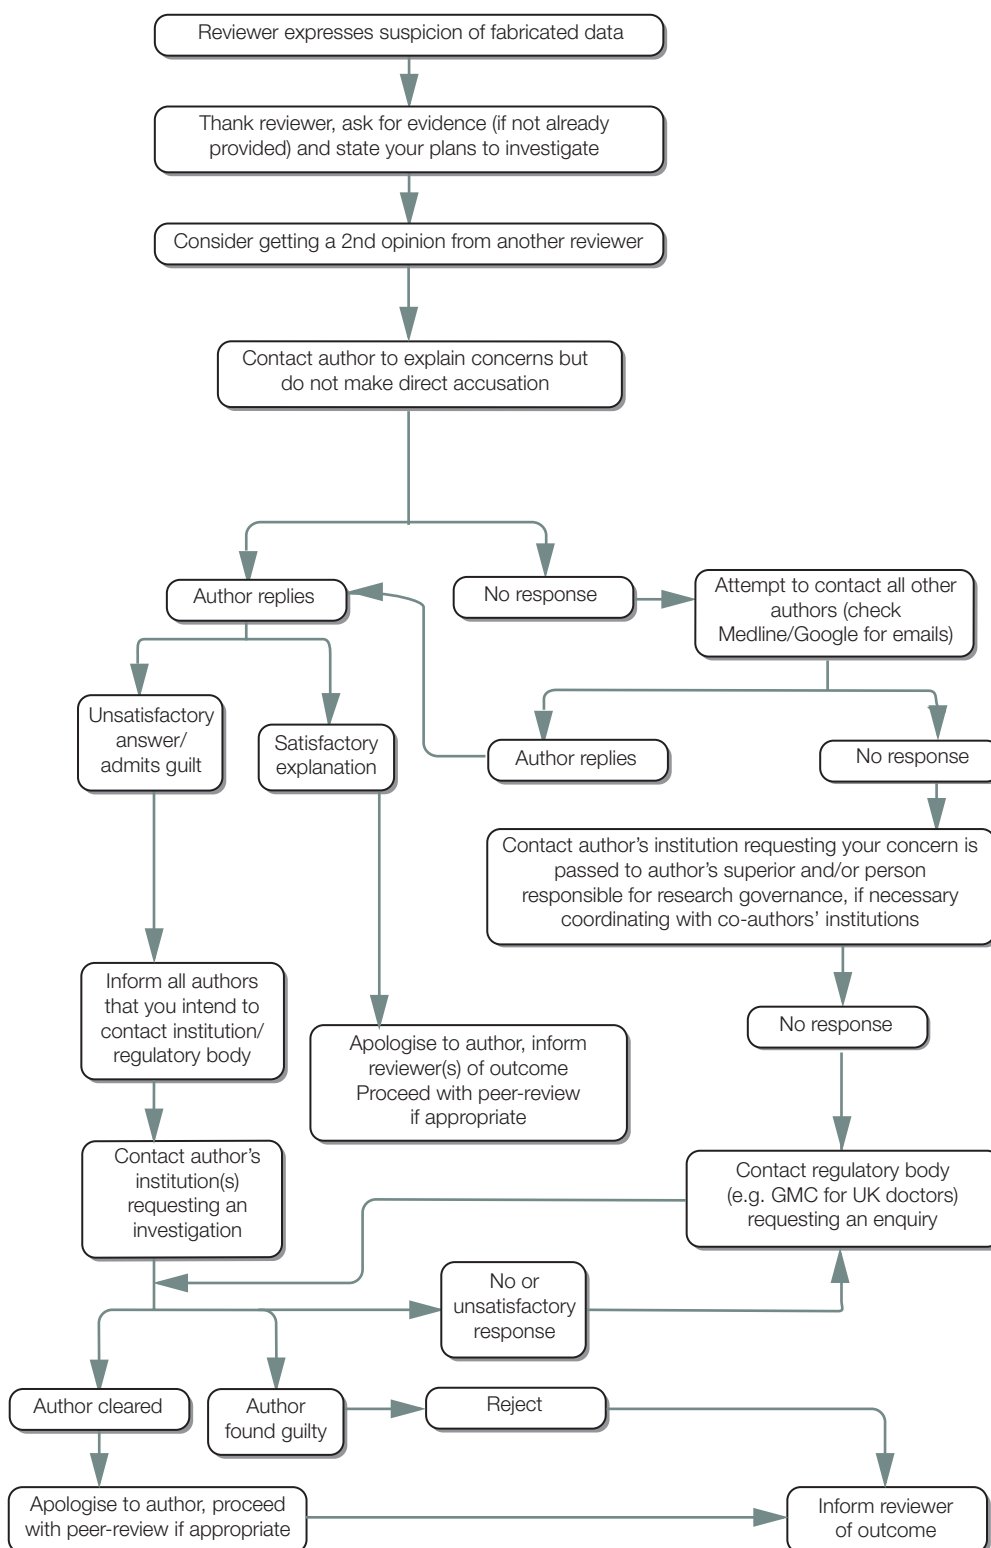 Reviewer expresses suspicion of fabricated data
Thank reviewer, ask for evidence (if not already
provided) and state your plans to investigate
Consider getting a 2nd opinion from another reviewer
Contact author to explain concerns but
do not make direct accusation
Author replies
No response
Attempt to contact all other
authors (check
Medline/Google for emails)
Unsatisfactory
answer/
admits guilt
Satisfactory
explanation
Author replies
No response
Contact author’s institution requesting your concern is
passed to author’s superior and/or person
responsible for research governance, if necessary
coordinating with co-authors’ institutions
Inform all authors
that you intend to
contact institution/
regulatory body
No response
Apologise to author, inform
reviewer(s) of outcome
Proceed with peer-review
if appropriate
Contact author’s
institution(s)
requesting an
investigation
Contact regulatory body
(e.g. GMC for UK doctors)
requesting an enquiry
No or
unsatisfactory
response
Author cleared
Author
found guilty
Reject
Apologise to author, proceed
with peer-review if appropriate
Inform reviewer
of outcome